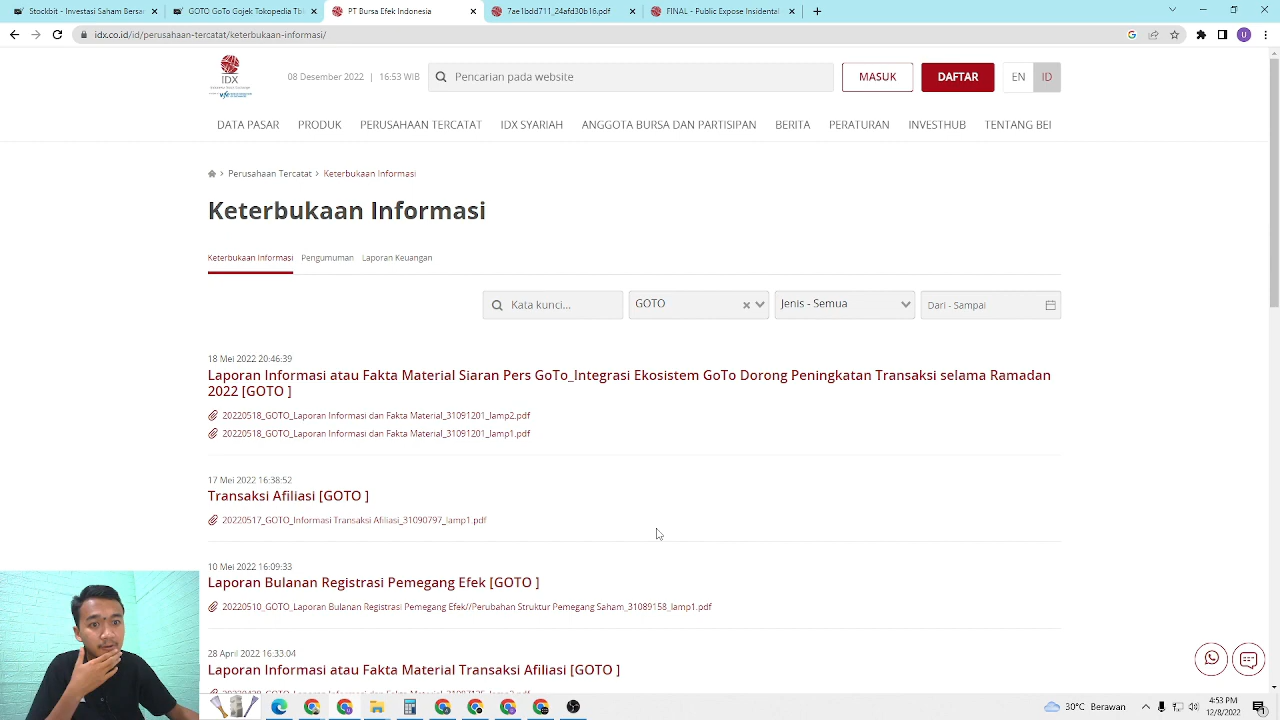 Stockbit - Investasi Saham Bersa
GOTO GoTo Gojek Tokopedia Tb
PT Bursa Efek Indonesia
7ae1bdd711_24afd30b16.pdf
FINAL - Public Expose Insidental
idx.co.id/id/perusahaan-tercatat/keterbukaan-informasi/
U
IDX
08 Desember 2022 | 16:53 WIB
Pencarian pada website
MASUK
DAFTAR
EN
ID
DATA PASAR
PRODUK
PERUSAHAAN TERCATAT
IDX SYARIAH
ANGGOTA BURSA DAN PARTISIPAN
BERITA
PERATURAN
INVESTHUB
TENTANG BEI
Perusahaan Tercatat > Keterbukaan Informasi
Keterbukaan Informasi
Keterbukaan Informasi
Pengumuman
Laporan Keuangan
Kata kunci...
GOTO
Jenis - Semua
Dari - Sampai
18 Mei 2022 20:46:39
Laporan Informasi atau Fakta Material Siaran Pers GoTo_Integrasi Ekosistem GoTo Dorong Peningkatan Transaksi selama Ramadan
2022 [GOTO ]
20220518_GOTO_Laporan Informasi dan Fakta Material_31091201_lamp2.pdf
20220518_GOTO_Laporan Informasi dan Fakta Material_31091201_lamp1.pdf
17 Mei 2022 16:38:52
Transaksi Afiliasi [GOTO ]
20220517_GOTO_Informasi Transaksi Afiliasi_31090797_lamp1.pdf
10 Mei 2022 16:09:33
Laporan Bulanan Registrasi Pemegang Efek [GOTO ]
20220510_GOTO_Laporan Bulanan Registrasi Pemegang Efek//Perubahan Struktur Pemegang Saham_31089158_lamp1.pdf
28 April 2022 16:33:04
Laporan Informasi atau Fakta Material Transaksi Afiliasi [GOTO ]
30°C Berawan
4:53 PM
12/8/2022